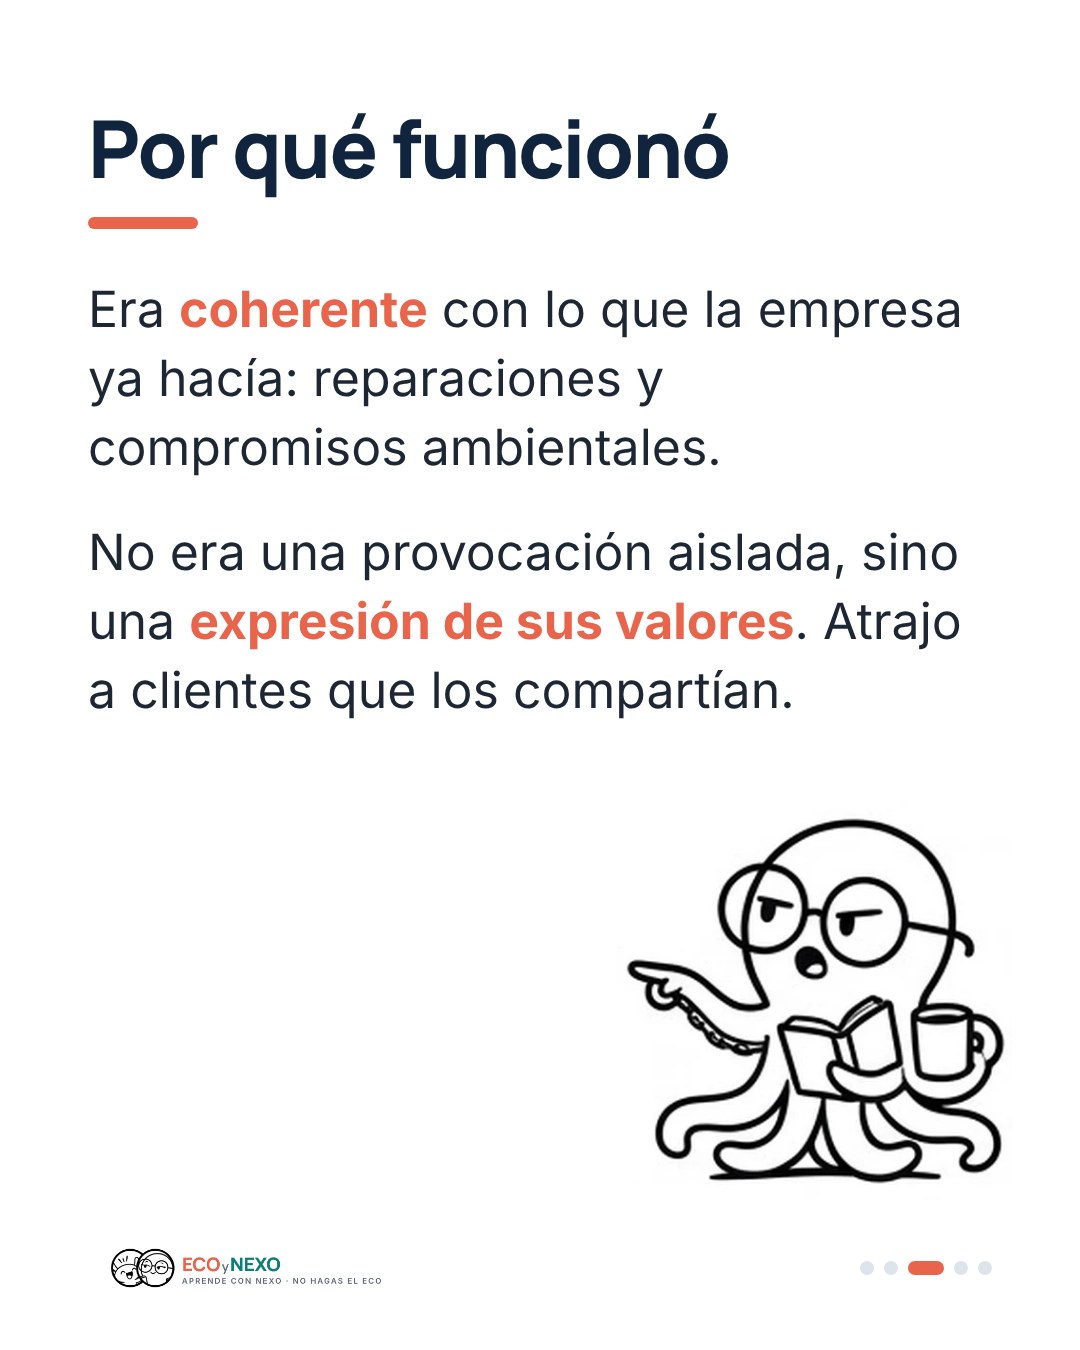 Por qué funcionó
Era coherente con lo que la empresa
ya hacía: reparaciones y
compromisos ambientales.
No era una provocación aislada, sino
una expresión de sus valores. Atrajo
a clientes que los compartían.
ECO y NEXO
APRENDE CON NEXO · NO HAGAS EL ECO